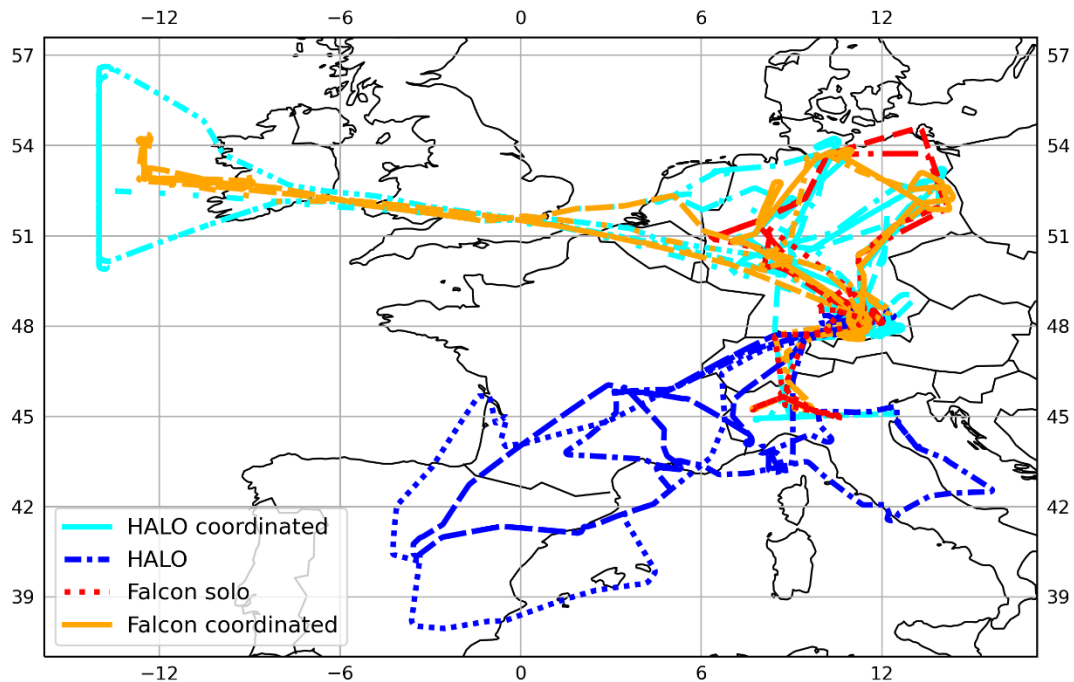 −12 −6 0 6 12
57 57
54 54
51 51
48 48
45 45
42 42
39 39
HALO coordinated
HALO
Falcon solo
Falcon coordinated
−12 −6 0 6 12